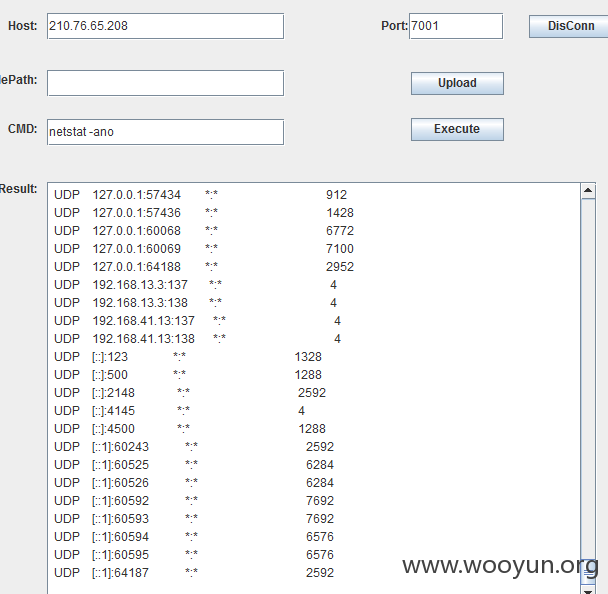 Host: 210.76.65.208 Port: 7001 DisConn
ePath: Upload
CMD: netstat -ano Execute
Result:
UDP 127.0.0.1:57434 *:* 912
UDP 127.0.0.1:57436 *:* 1428
UDP 127.0.0.1:60068 *:* 6772
UDP 127.0.0.1:60069 *:* 7100
UDP 127.0.0.1:64188 *:* 2952
UDP 192.168.13.3:137 *:* 4
UDP 192.168.13.3:138 *:* 4
UDP 192.168.41.13:137 *:* 4
UDP 192.168.41.13:138 *:* 4
UDP [::]:123 *:* 1328
UDP [::]:500 *:* 1288
UDP [::]:2148 *:* 2592
UDP [::]:4145 *:* 4
UDP [::]:4500 *:* 1288
UDP [::1]:60243 *:* 2592
UDP [::1]:60525 *:* 6284
UDP [::1]:60526 *:* 6284
UDP [::1]:60592 *:* 7692
UDP [::1]:60593 *:* 7692
UDP [::1]:60594 *:* 6576
UDP [::1]:60595 *:* 6576
UDP [::1]:64187 *:* 2592
www.wooyun.org